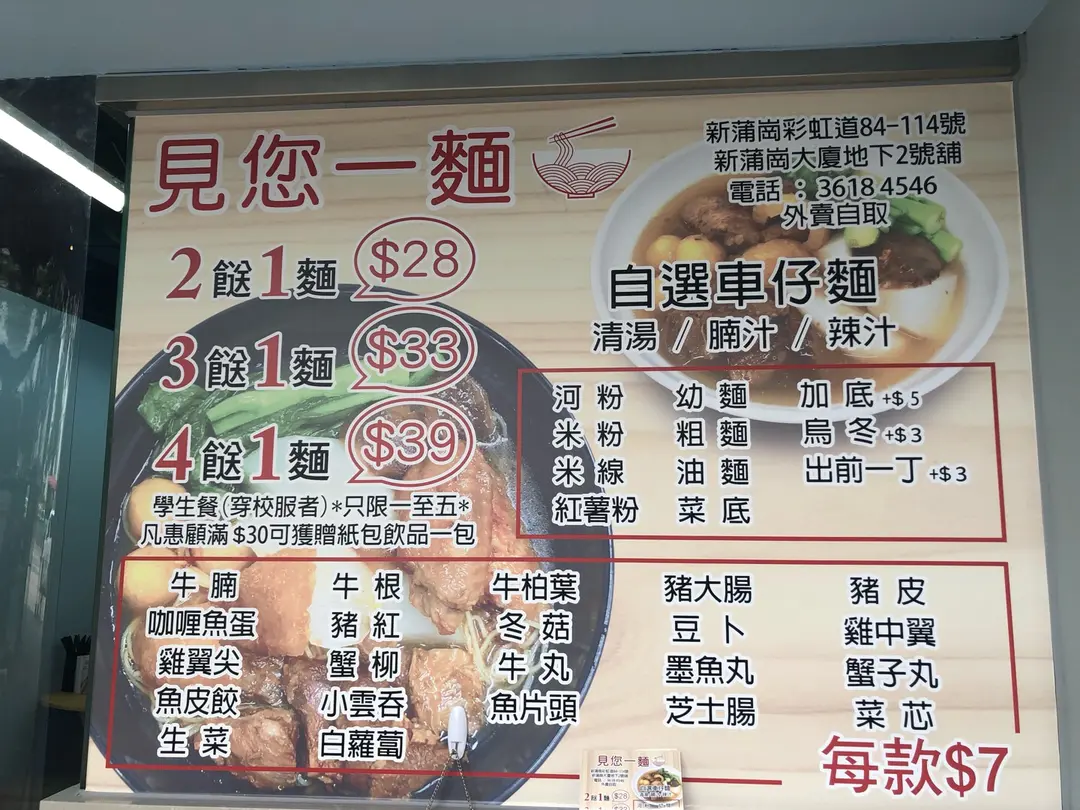 見您一麵
新蒲崗彩虹道84-114號
新蒲崗大廈地下2號舖
電話 : 3618 4546
外賣自取
2餸1麵 $28
3餸1麵 $33
4餸1麵 $39
學生餐(穿校服者)*只限一至五*
凡惠顧滿 $30可獲贈紙包飲品一包
自選車仔麵
清湯 / 腩汁 / 辣汁
河粉 幼麵 加底 +$5
米粉 粗麵 烏冬 +$3
米線 油麵 出前一丁 +$3
紅薯粉 菜底
牛腩 牛根 牛柏葉 豬大腸 豬皮
咖喱魚蛋 豬紅 冬菇 豆卜 雞中翼
雞翼尖 蟹柳 牛丸 墨魚丸 蟹子丸
魚皮餃 小雲吞 魚片頭 芝士腸 菜芯
生菜 白蘿蔔
每款$7
見您一麵
2餸1麵 $28